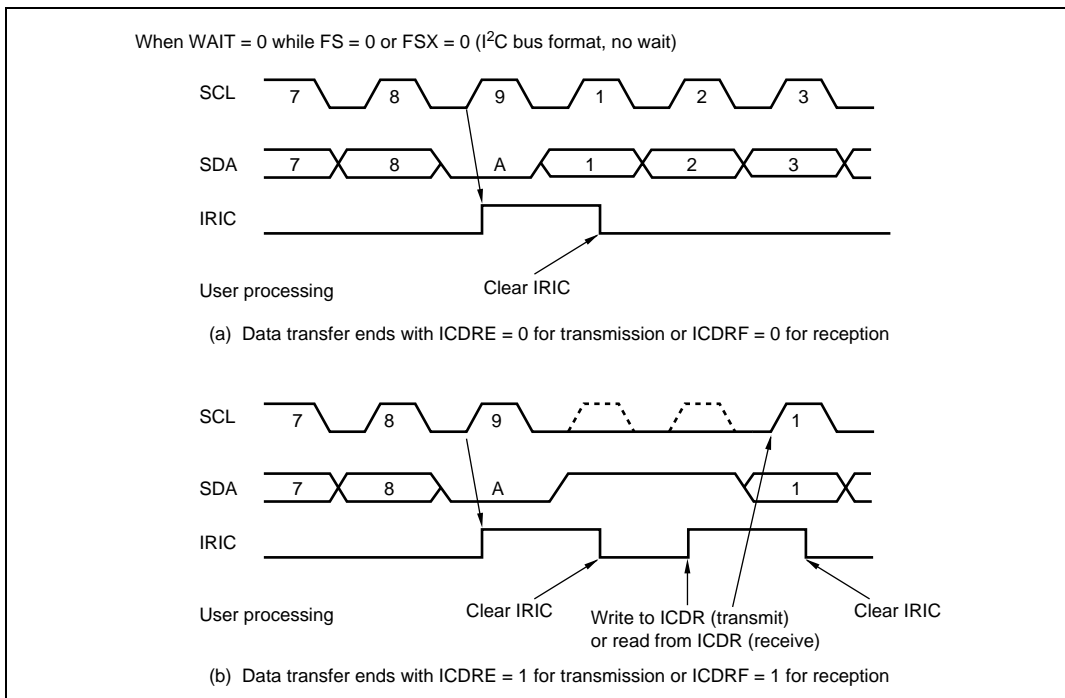 When WAIT = 0 while FS = 0 or FSX = 0 (I²C bus format, no wait)
SCL 7 8 9 1 2 3
SDA 7 8 A 1 2 3
IRIC
User processing Clear IRIC
(a) Data transfer ends with ICDRE = 0 for transmission or ICDRF = 0 for reception
SCL 7 8 9 1
SDA 7 8 A 1
IRIC
User processing Clear IRIC Write to ICDR (transmit) Clear IRIC
or read from ICDR (receive)
(b) Data transfer ends with ICDRE = 1 for transmission or ICDRF = 1 for reception